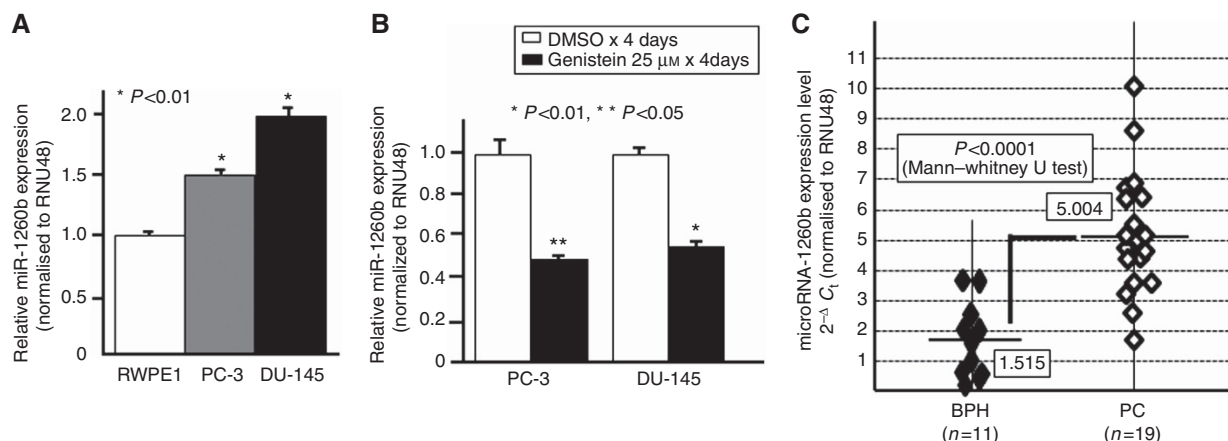 A
Relative miR-1260b expression
(normalised to RNU48)
* P<0.01
2.0
1.5
1.0
0.5
0
*
*
RWPE1 PC-3 DU-145
B
DMSO x 4 days
Genistein 25 μM x 4days
* P<0.01, * * P<0.05
Relative miR-1260b expression
(normalized to RNU48)
1.0
0.8
0.6
0.4
0.2
0
**
*
PC-3 DU-145
C
microRNA-1260b expression level
2^–Δ Ct (normalised to RNU48)
11
10
9
8
7
6
5
4
3
2
1
P<0.0001
(Mann–whitney U test)
5.004
1.515
BPH PC
(n=11) (n=19)